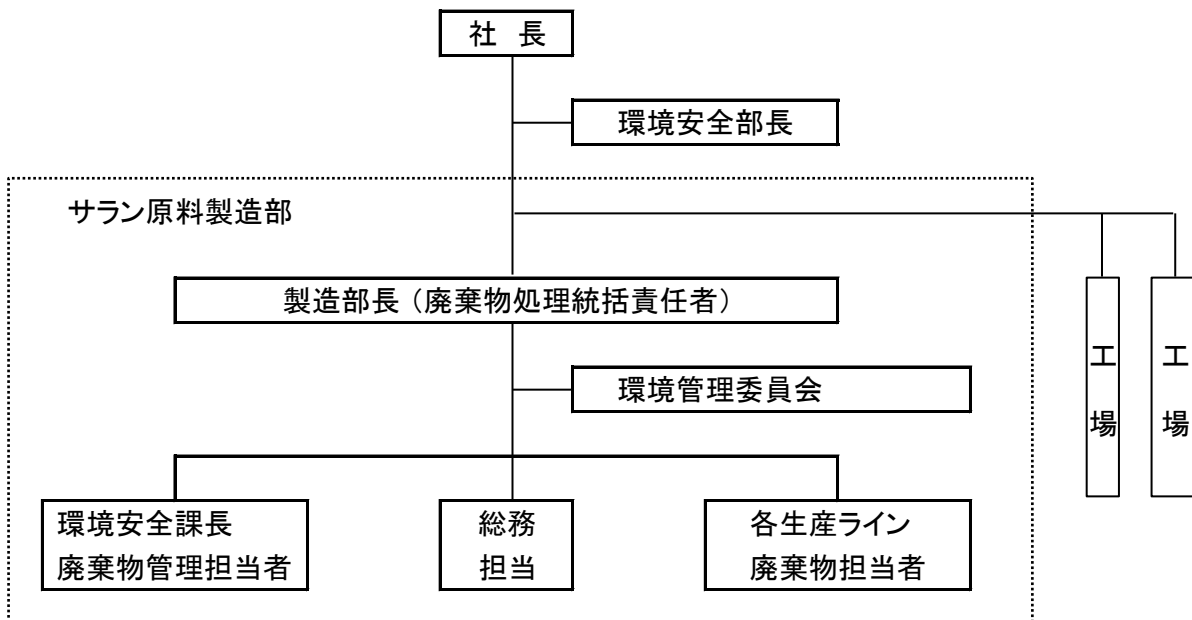 社 長
環境安全部長
サラン原料製造部
製造部長（廃棄物処理統括責任者）
環境管理委員会
工場
工場
環境安全課長
廃棄物管理担当者
総務
担当
各生産ライン
廃棄物担当者